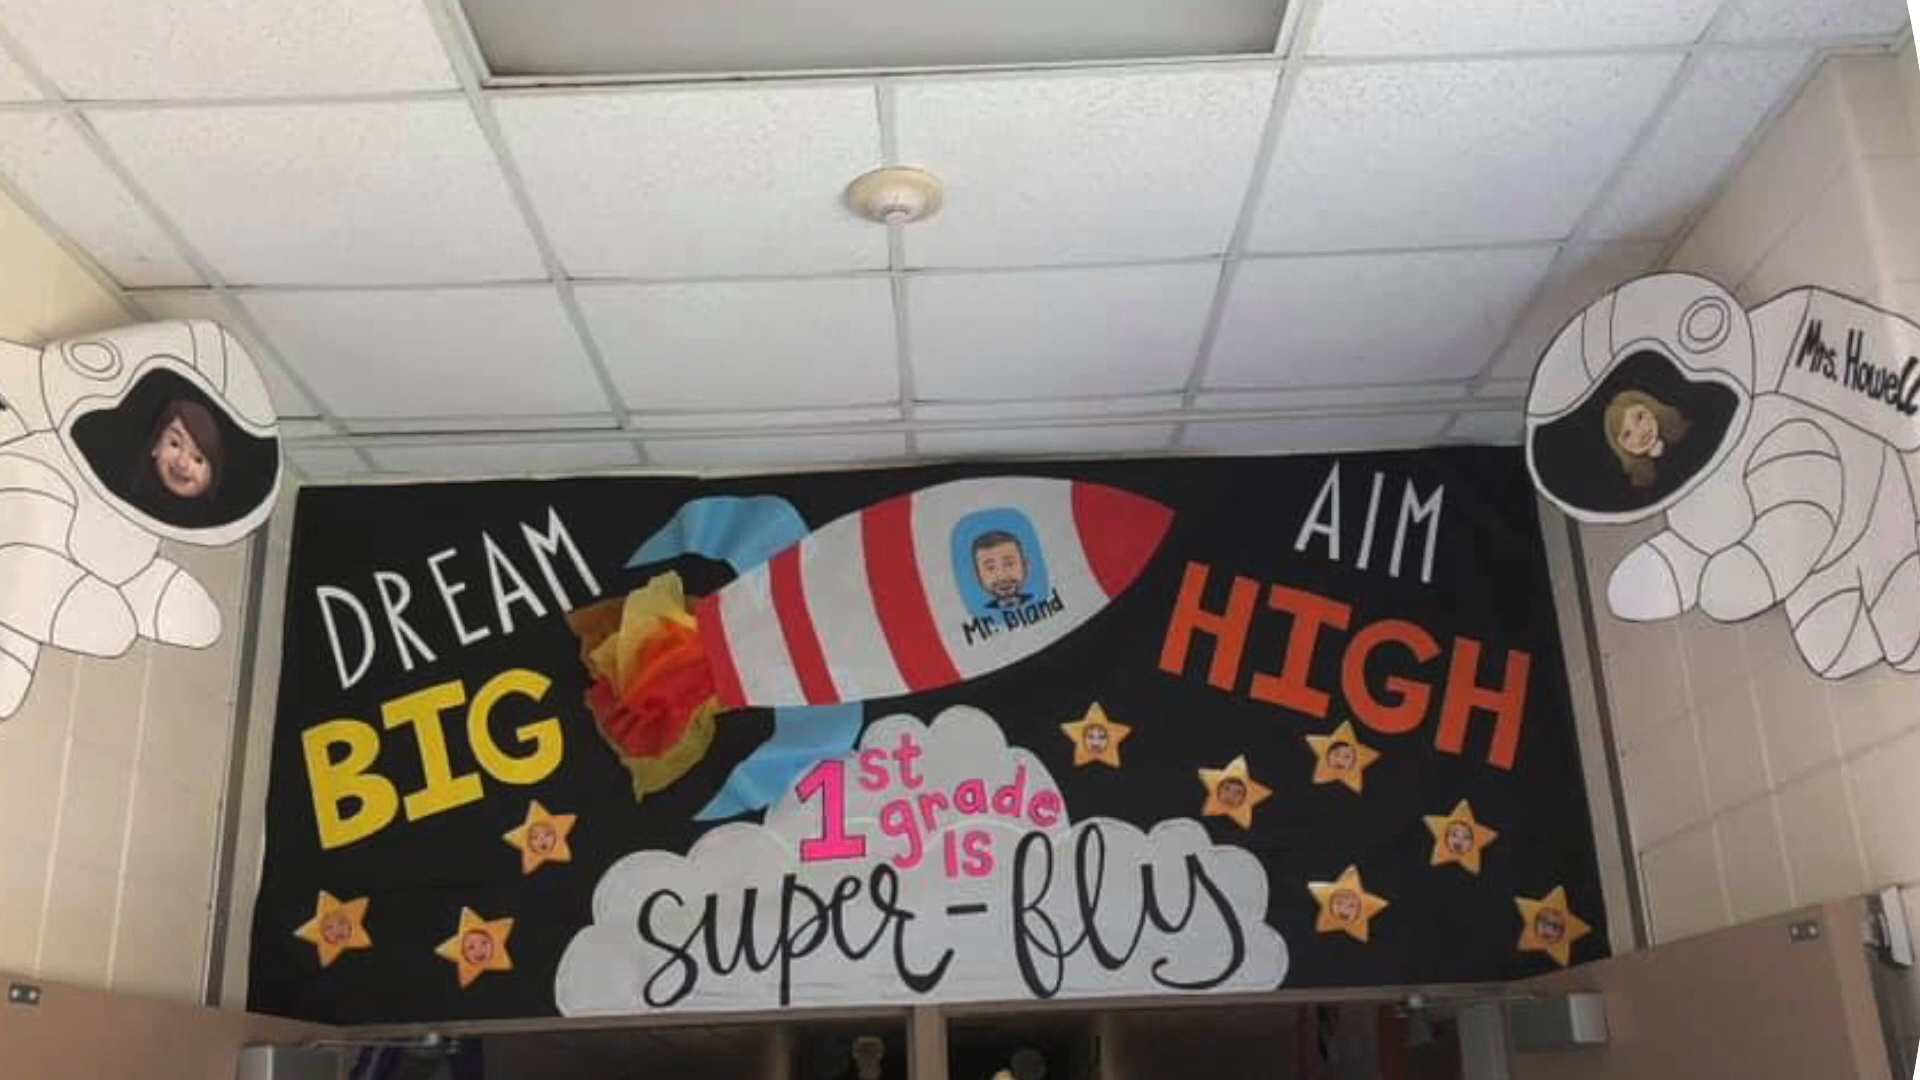 DREAM
BIG
Mr. Bland
AIM
HIGH
1st
grade
is
super-fly
Mrs. Howell